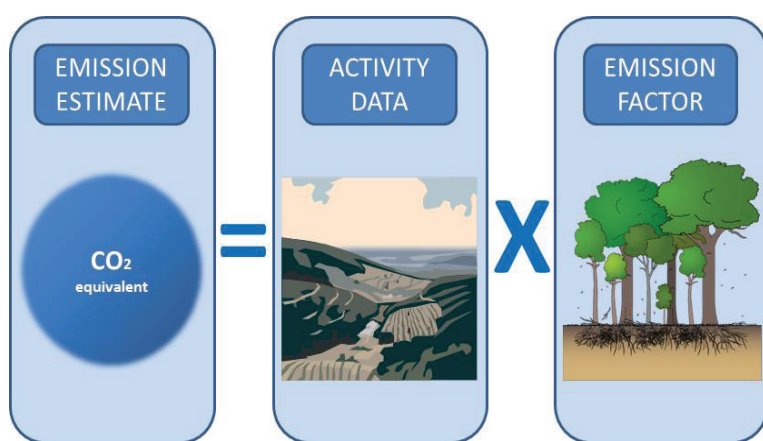 EMISSION
ESTIMATE
CO₂
equivalent
=
ACTIVITY
DATA
X
EMISSION
FACTOR